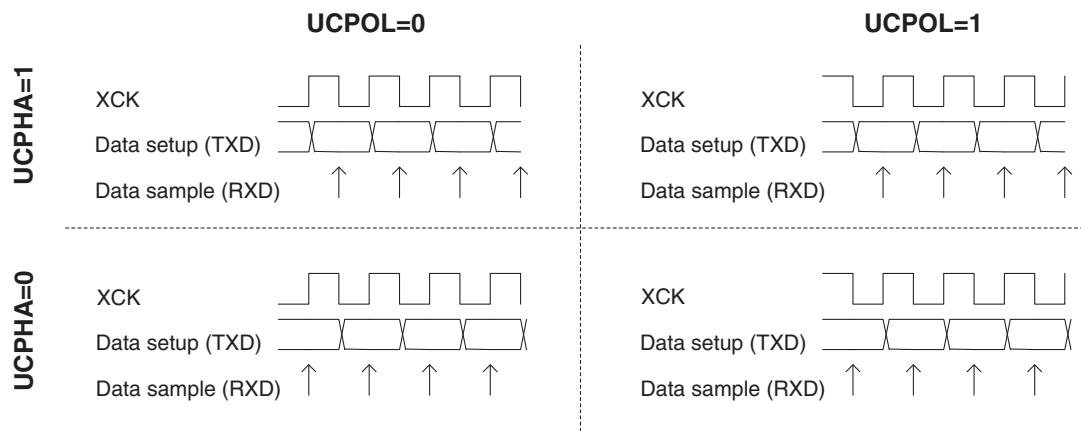 UCPOL=0
UCPOL=1
UCPHA=1
XCK
Data setup (TXD)
Data sample (RXD)
XCK
Data setup (TXD)
Data sample (RXD)
UCPHA=0
XCK
Data setup (TXD)
Data sample (RXD)
XCK
Data setup (TXD)
Data sample (RXD)